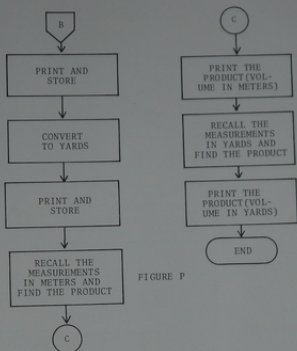 B
PRINT AND
STORE
CONVERT
TO YARDS
PRINT AND
STORE
RECALL THE
MEASUREMENTS
IN METERS AND
FIND THE PRODUCT
C
FIGURE P
C
PRINT THE
PRODUCT(VOL-
UME IN METERS)
RECALL THE
MEASUREMENTS
IN YARDS AND
FIND THE PRODUCT
PRINT THE
PRODUCT(VOL-
UME IN YARDS)
END